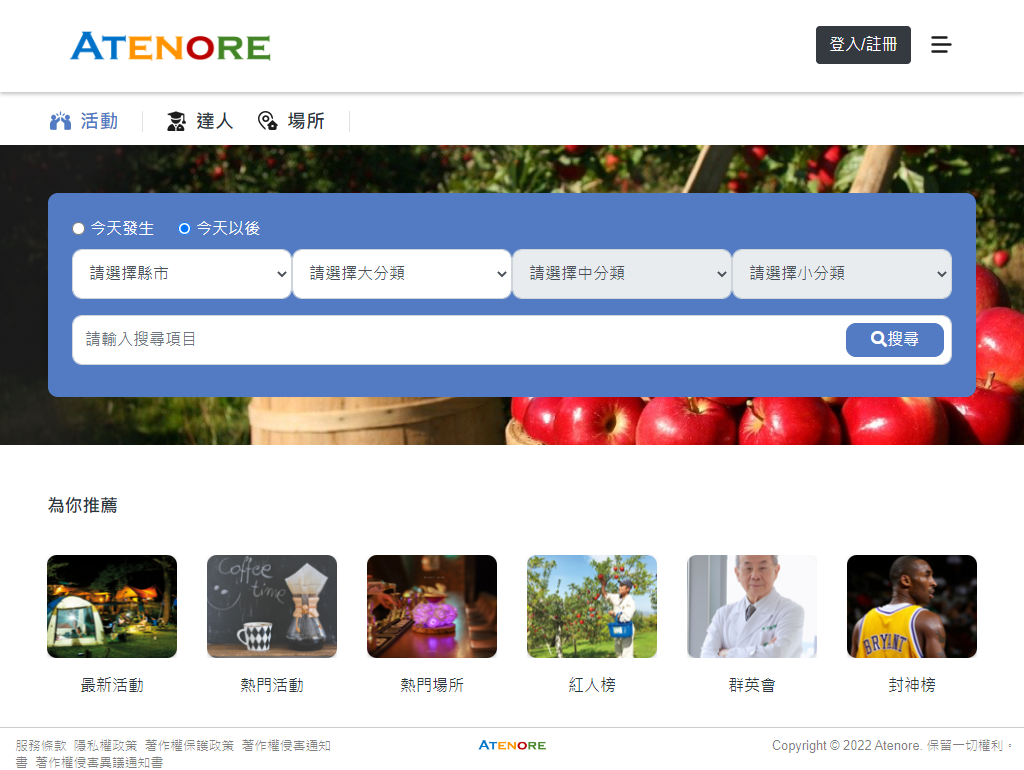 ATENORE
登入/註冊
活動
達人
場所
今天發生
今天以後
請選擇縣市
請選擇大分類
請選擇中分類
請選擇小分類
請輸入搜尋項目
搜尋
為你推薦
Coffee
time
BRYANT
最新活動
熱門活動
熱門場所
紅人榜
群英會
封神榜
服務條款 隱私權政策 著作權保護政策 著作權侵害通知
書 著作權侵害異議通知書
ATENORE
Copyright © 2022 Atenore. 保留一切權利。